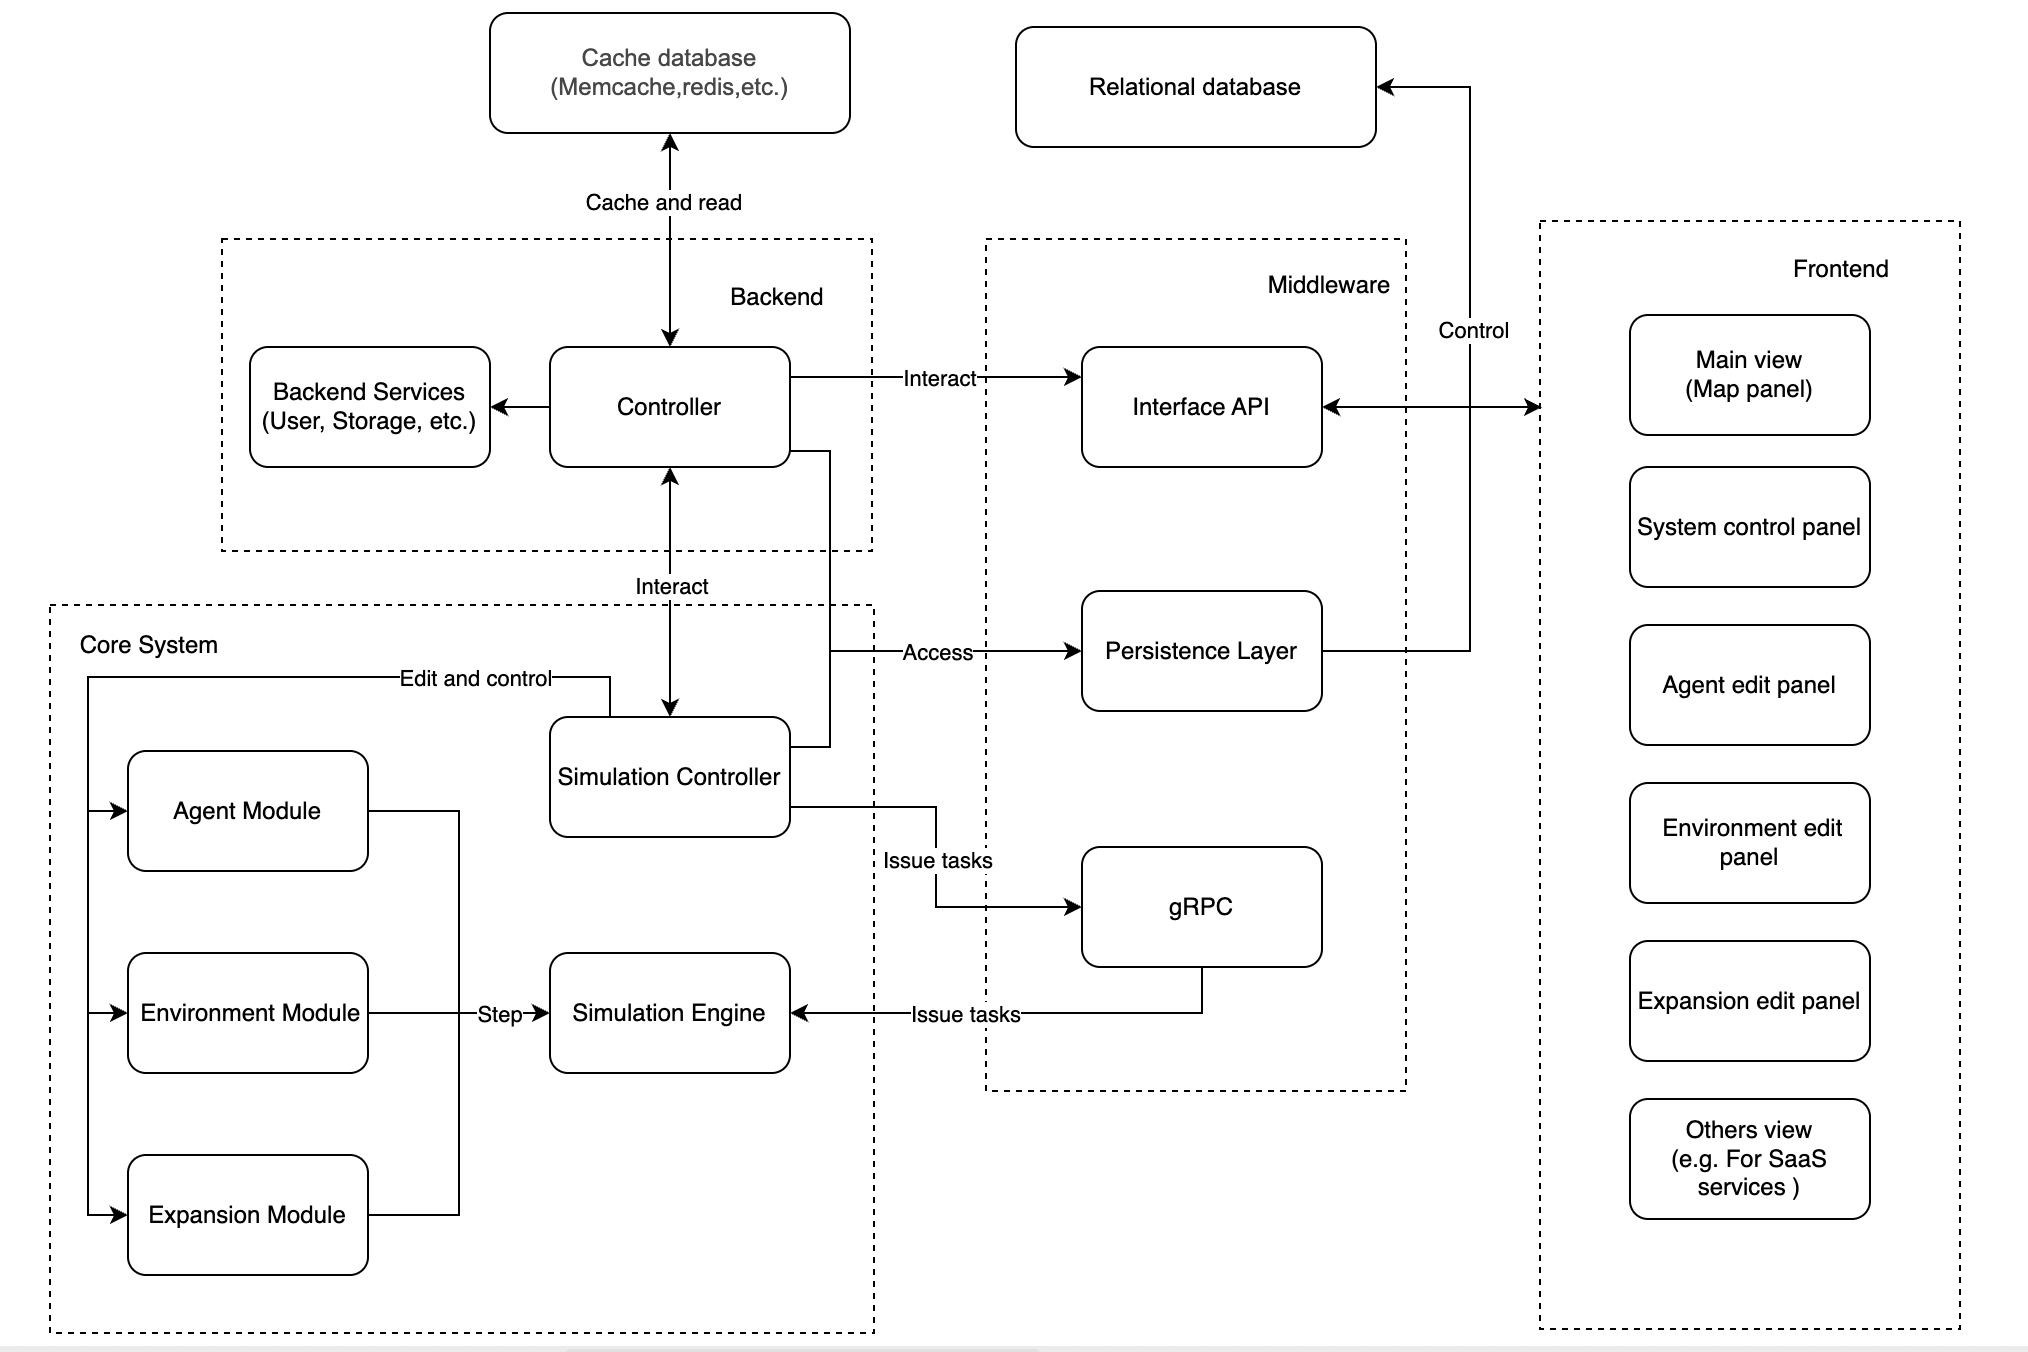 Cache database
(Memcache,redis,etc.)
Relational database
Cache and read
Backend
Middleware
Frontend
Control
Backend Services
(User, Storage, etc.)
Controller
Interact
Interface API
Main view
(Map panel)
System control panel
Interact
Core System
Edit and control
Access
Persistence Layer
Agent edit panel
Simulation Controller
Agent Module
Issue tasks
gRPC
Environment edit
panel
Environment Module
Step
Simulation Engine
Issue tasks
Expansion edit panel
Expansion Module
Others view
(e.g. For SaaS
services )